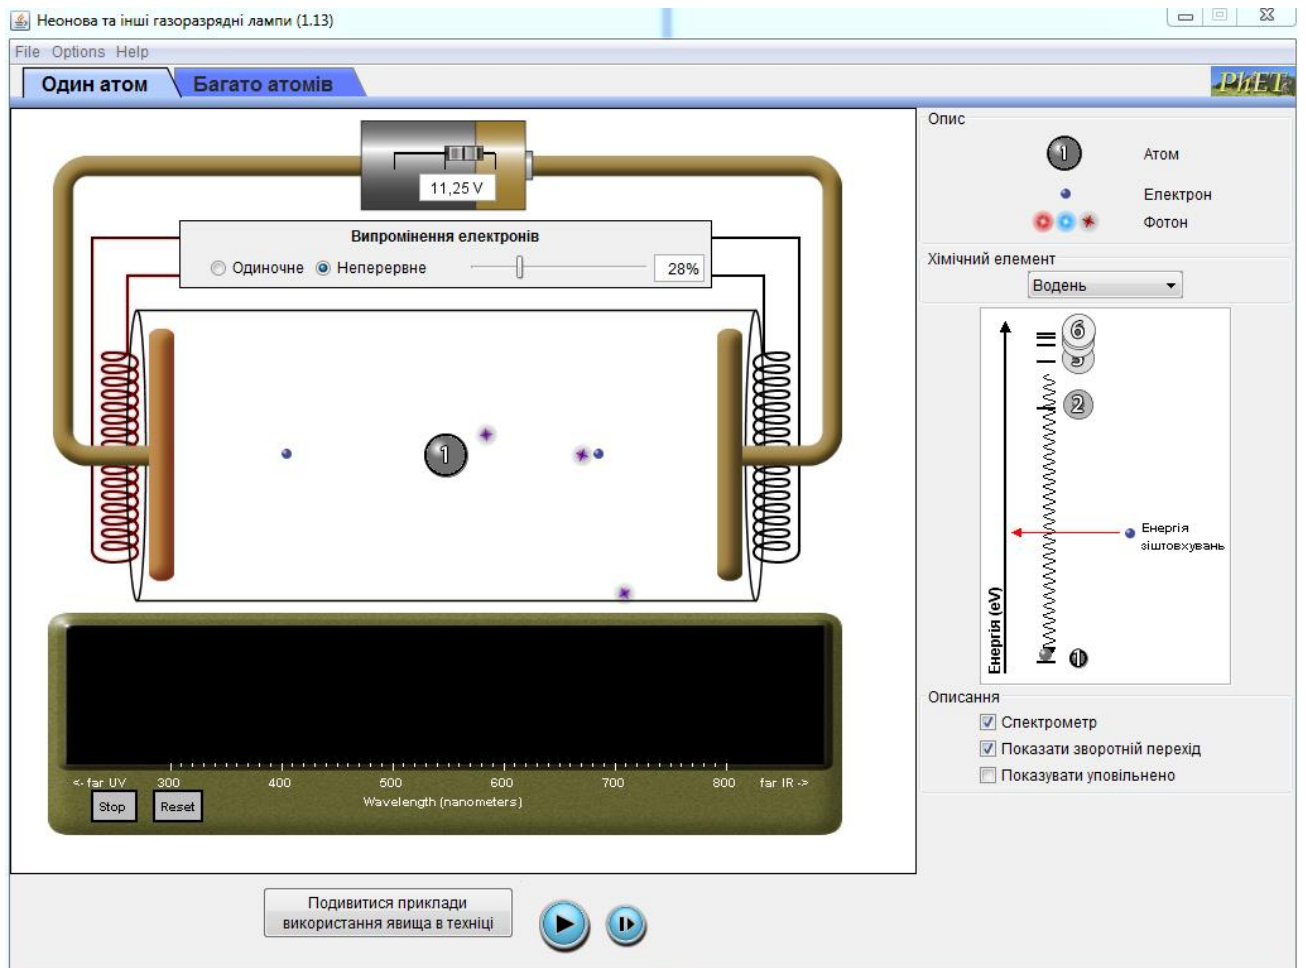 Неонова та інші газоразрядні лампи (1.13)
File Options Help
Один атом Багато атомів
PhET
11,25 V
Випромінення електронів
Одиночне Неперервне 28%
1
Опис
1 Атом
Електрон
Фотон
Хімічний елемент
Водень
6
5
2
Енергія
зіштовхувань
Енергія (eV)
1
Описання
Спектрометр
Показати зворотній перехід
Показувати уповільнено
<- far UV 300 400 500 600 700 800 far IR ->
Wavelength (nanometers)
Stop Reset
Подивитися приклади
використання явища в техніці